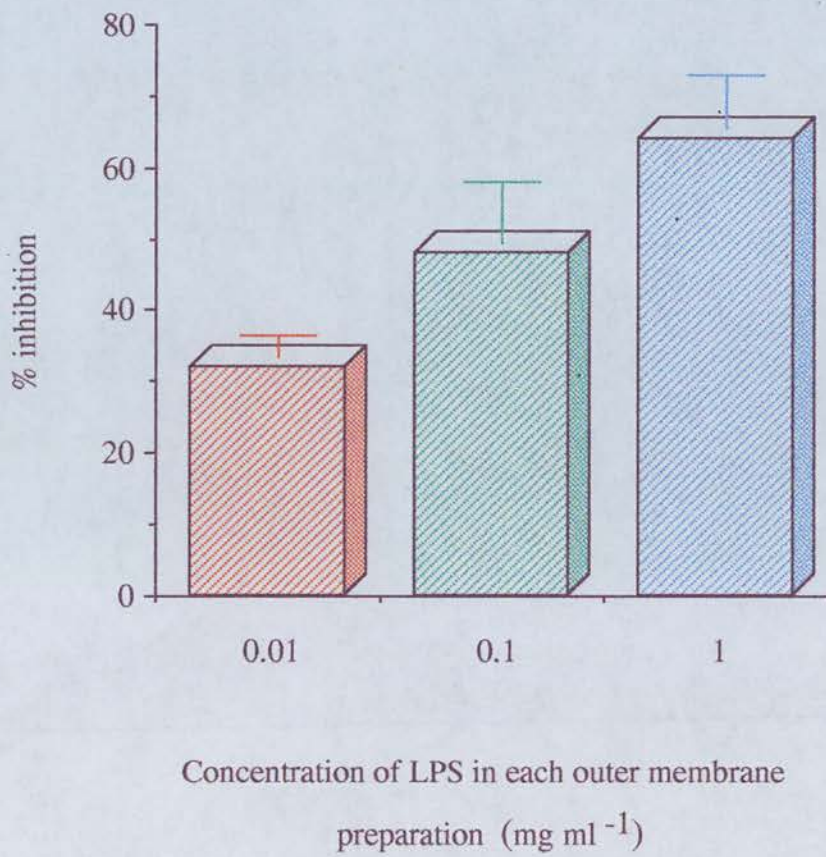 80
60
40
20
0
% inhibition
0.01 0.1 1
Concentration of LPS in each outer membrane
preparation (mg ml -1)